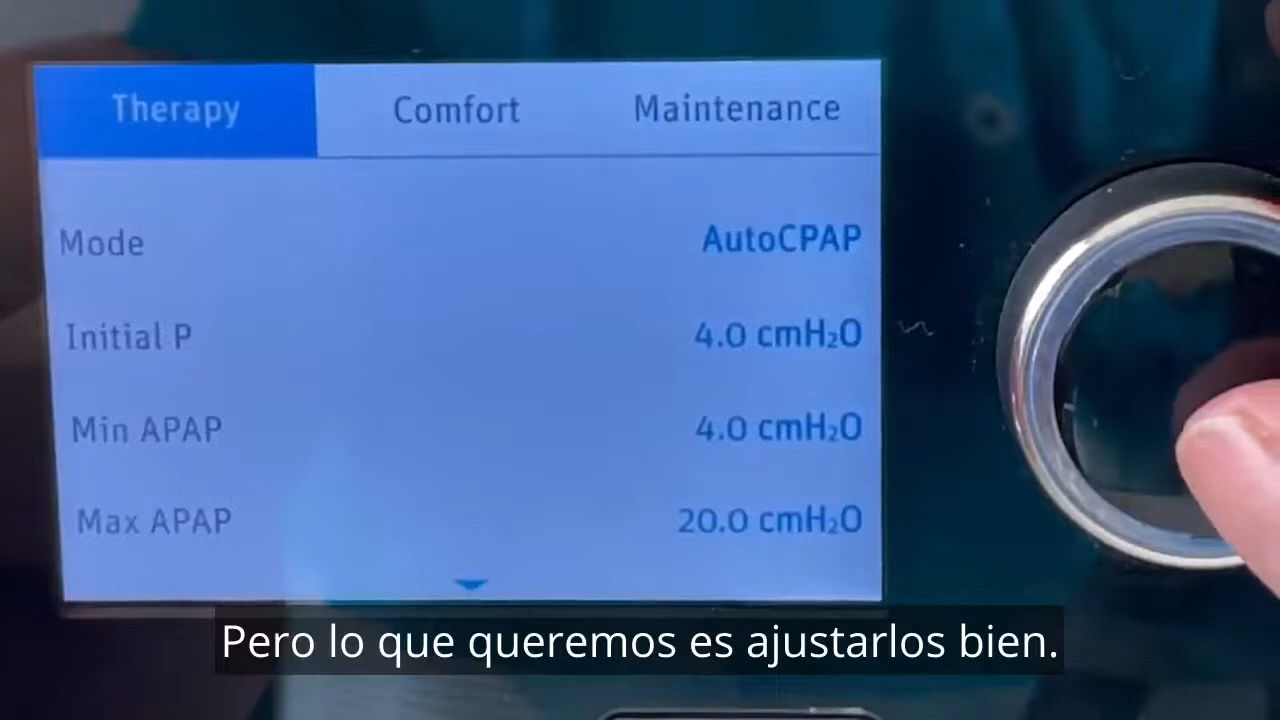 Therapy Comfort Maintenance
Mode AutoCPAP
Initial P 4.0 cmH₂O
Min APAP 4.0 cmH₂O
Max APAP 20.0 cmH₂O
Pero lo que queremos es ajustarlos bien.